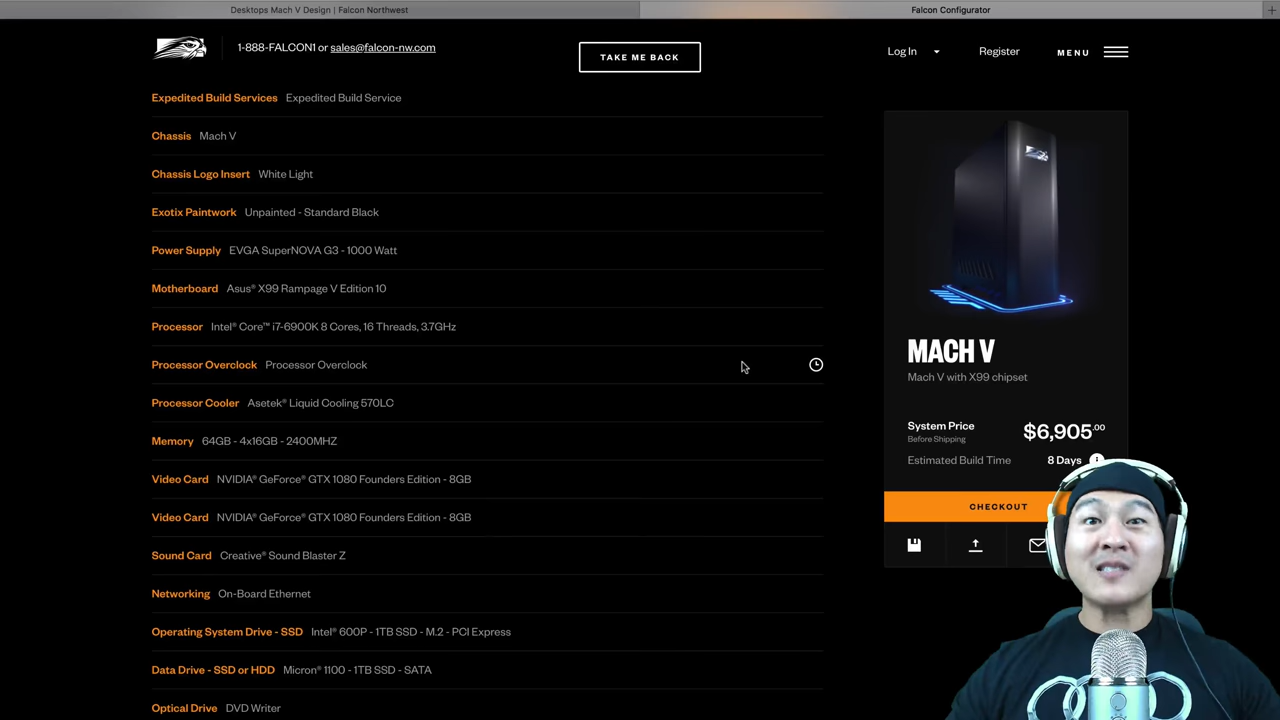 Desktops Mach V Design | Falcon Northwest
Falcon Configurator
1-888-FALCON1 or sales@falcon-nw.com
TAKE ME BACK
Log In
Register
MENU
Expedited Build Services Expedited Build Service
Chassis Mach V
Chassis Logo Insert White Light
Exotix Paintwork Unpainted - Standard Black
Power Supply EVGA SuperNOVA G3 - 1000 Watt
Motherboard Asus® X99 Rampage V Edition 10
Processor Intel® Core™ i7-6900K 8 Cores, 16 Threads, 3.7GHz
Processor Overclock Processor Overclock
Processor Cooler Asetek® Liquid Cooling 570LC
Memory 64GB - 4x16GB - 2400MHZ
Video Card NVIDIA® GeForce® GTX 1080 Founders Edition - 8GB
Video Card NVIDIA® GeForce® GTX 1080 Founders Edition - 8GB
Sound Card Creative® Sound Blaster Z
Networking On-Board Ethernet
Operating System Drive - SSD Intel® 600P - 1TB SSD - M.2 - PCI Express
Data Drive - SSD or HDD Micron® 1100 - 1TB SSD - SATA
Optical Drive DVD Writer
MACH V
Mach V with X99 chipset
System Price
Before Shipping
$6,905.00
Estimated Build Time 8 Days
CHECKOUT